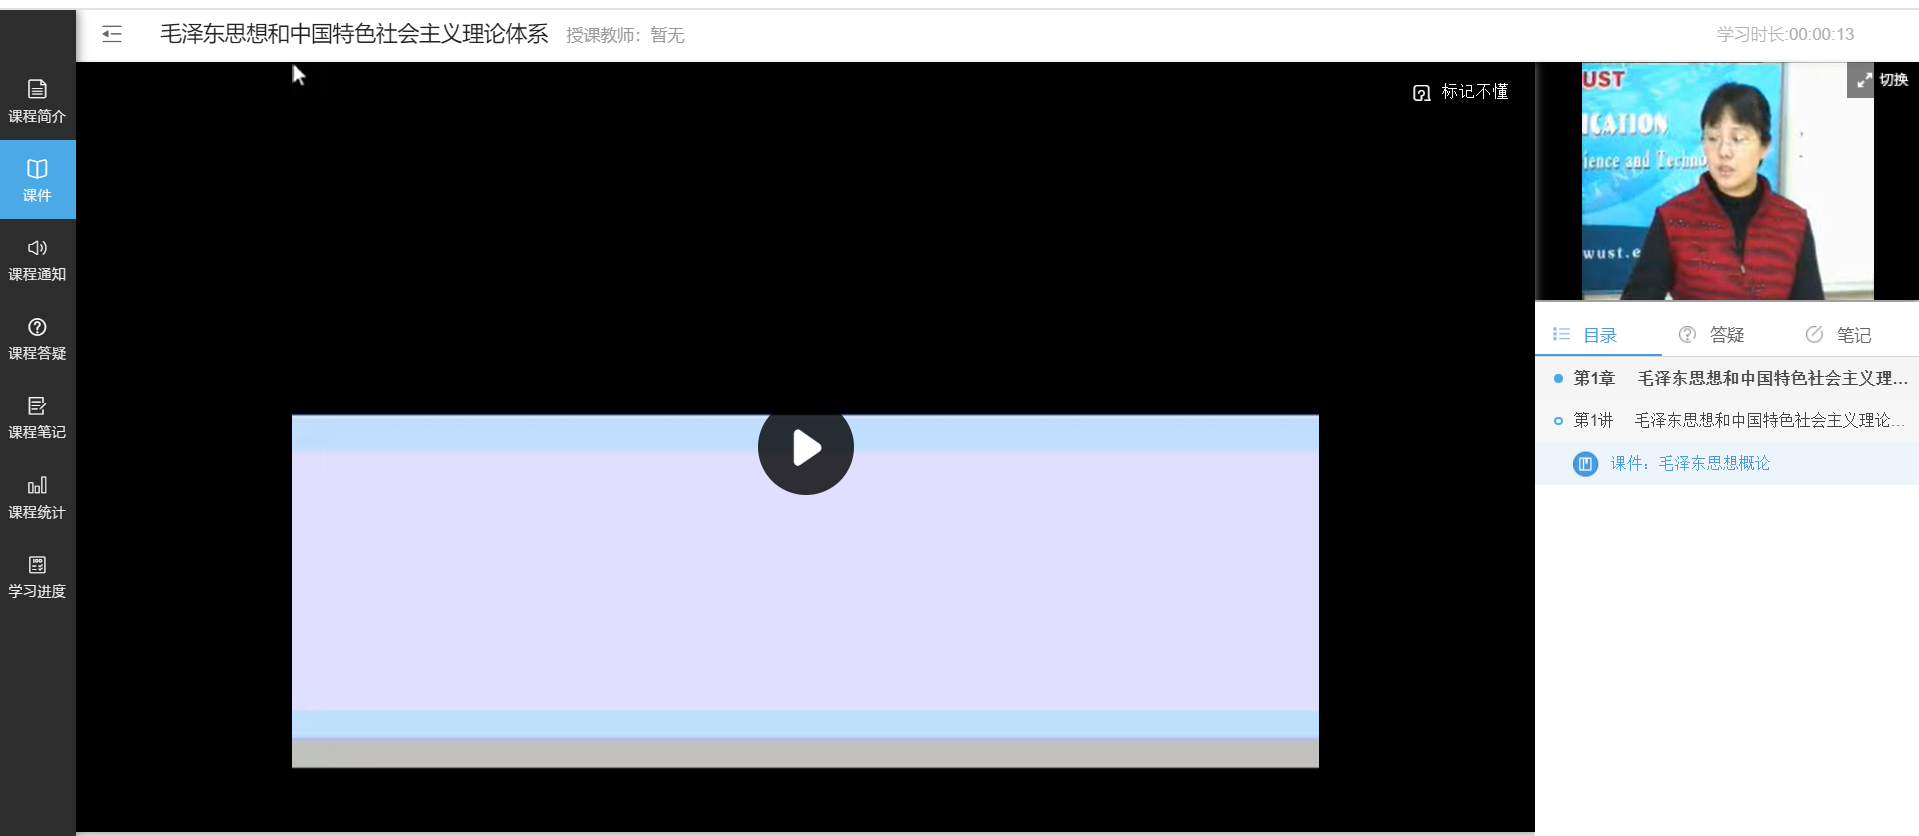 毛泽东思想和中国特色社会主义理论体系 授课教师：暂无 学习时长:00:00:13
课程简介
课件
课程通知
课程答疑
课程笔记
课程统计
学习进度
标记不懂
切换
UST
ICATION
ience and Techno
wust.e
目录 答疑 笔记
第1章 毛泽东思想和中国特色社会主义理...
第1讲 毛泽东思想和中国特色社会主义理论...
课件：毛泽东思想概论